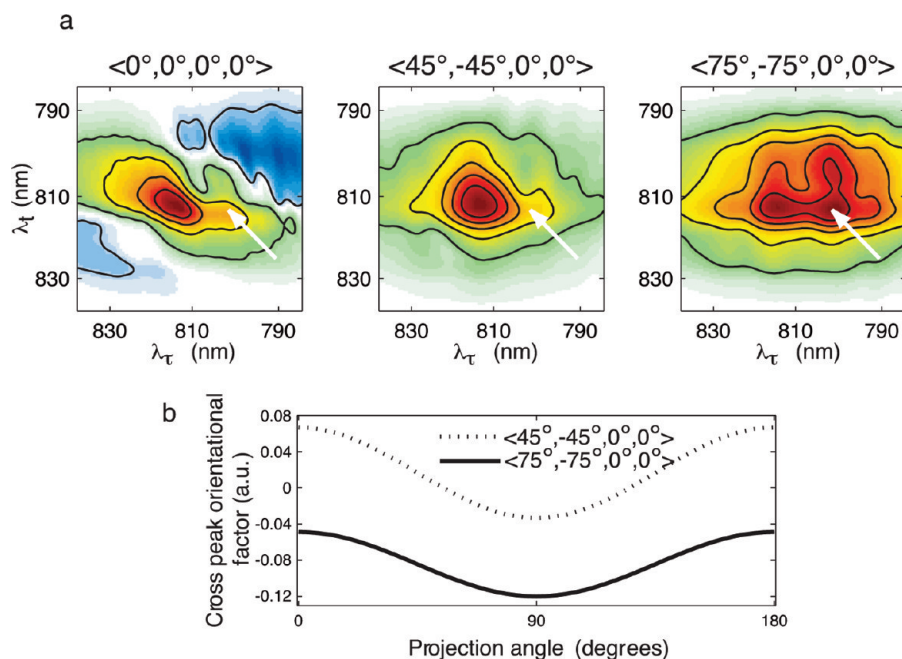 a
<0°,0°,0°,0°> <45°,-45°,0°,0°> <75°,-75°,0°,0°>
790 790 790
λt (nm)
810 810 810
830 830 830
830 810 790 830 810 790 830 810 790
λτ (nm) λτ (nm) λτ (nm)
b
Cross peak orientational
factor (a.u.)
0.08
<45°,-45°,0°,0°>
0.04
<75°,-75°,0°,0°>
0
-0.04
-0.08
-0.12
0 90 180
Projection angle (degrees)